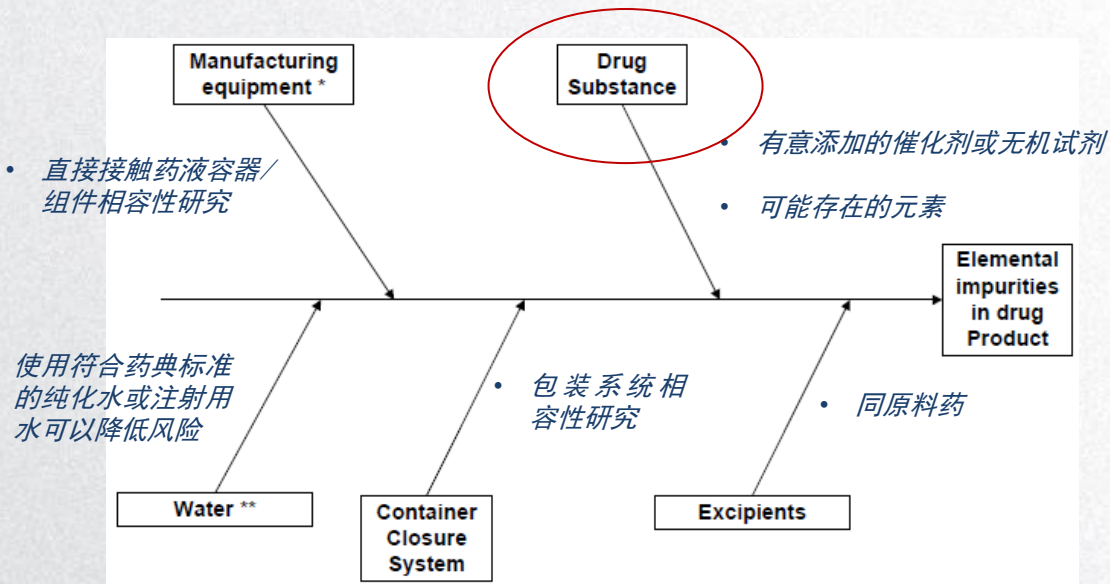 Manufacturing
equipment *
Drug
Substance
• 有意添加的催化剂或无机试剂
• 直接接触药液容器/
组件相容性研究
• 可能存在的元素
Elemental
impurities
in drug
Product
使用符合药典标准
的纯化水或注射用
水可以降低风险
• 包装系统相
容性研究
• 同原料药
Water **
Container
Closure
System
Excipients